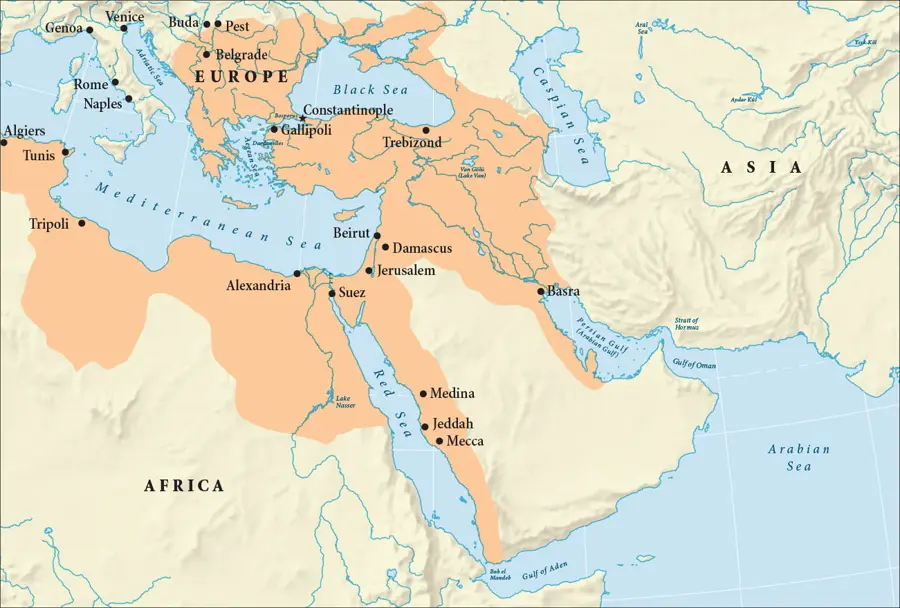 Venice
Buda
Pest
Genoa
Aral
Sea
Adriatic Sea
Belgrade
EUROPE
Rome
Black Sea
Caspian Sea
Naples
Aydar Kül
Bosporus
Constantinople
Gallipoli
Algiers
Dardanelles
Trebizond
Aegean Sea
Tunis
ASIA
Van Gölü
(Lake Van)
Mediterranean Sea
Tripoli
Beirut
Damascus
Jerusalem
Alexandria
Suez
Basra
Persian Gulf
(Arabian Gulf)
Strait of
Hormuz
Gulf of Oman
Red Sea
Medina
Lake
Nasser
Jeddah
Mecca
Arabian
Sea
AFRICA
Bab el
Mandeb
Gulf of Aden